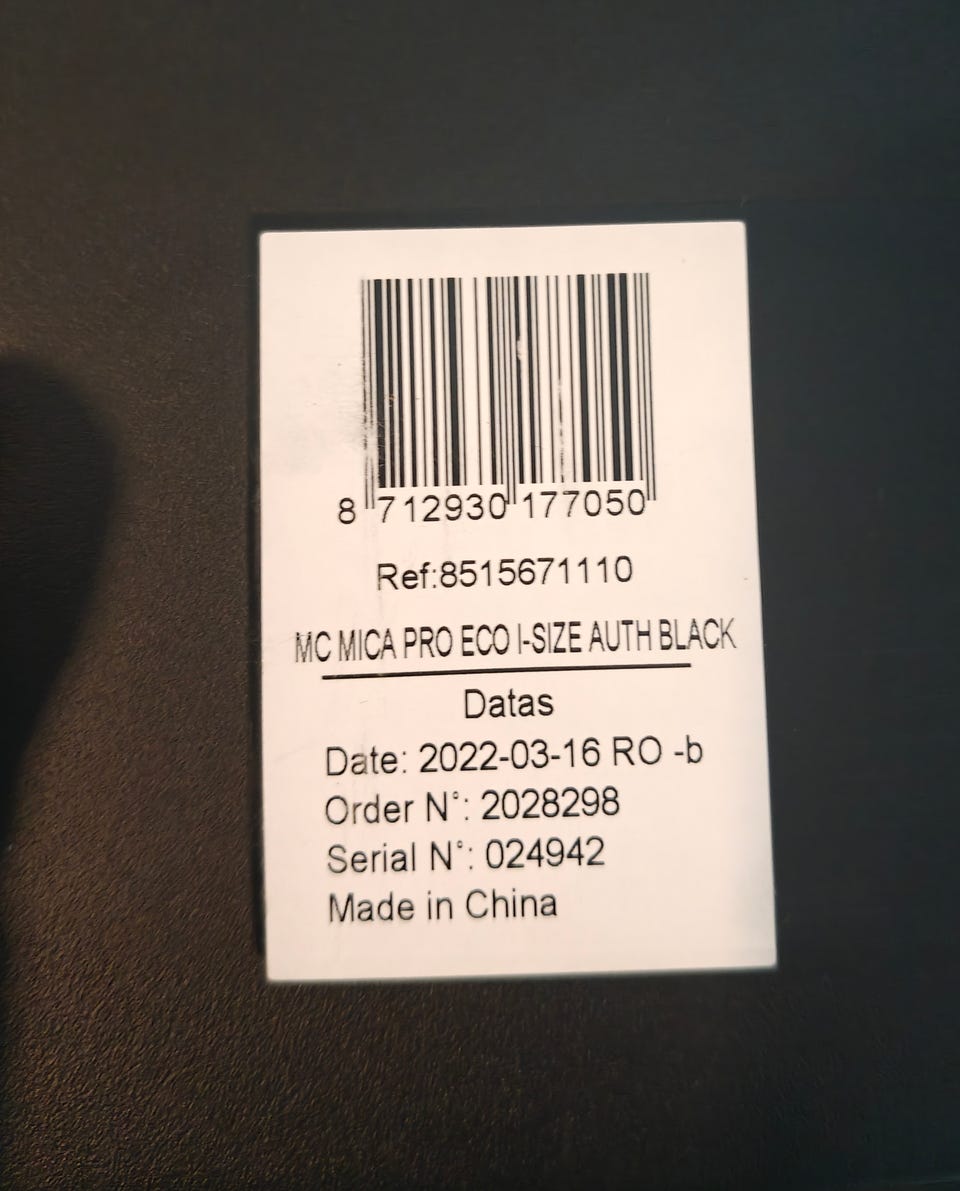 8 712930 177050
Ref:8515671110
MC MICA PRO ECO I-SIZE AUTH BLACK
Datas
Date: 2022-03-16 RO -b
Order N°: 2028298
Serial N°: 024942
Made in China